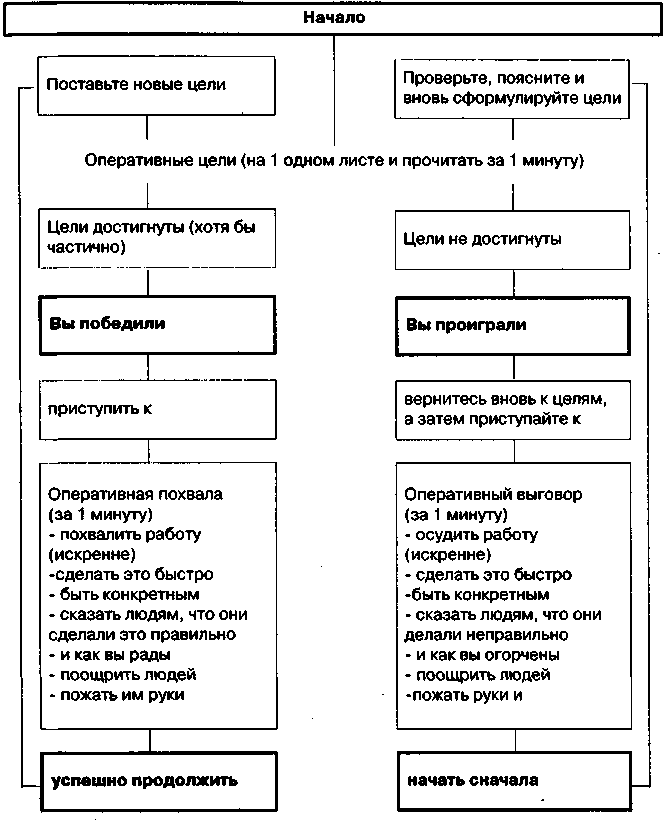 Начало
Поставьте новые цели
Проверьте, поясните и
вновь сформулируйте цели
Оперативные цели (на 1 одном листе и прочитать за 1 минуту)
Цели достигнуты (хотя бы
частично)
Цели не достигнуты
Вы победили
Вы проиграли
приступить к
вернитесь вновь к целям,
а затем приступайте к
Оперативная похвала
(за 1 минуту)
- похвалить работу
(искренне)
-сделать это быстро
- быть конкретным
- сказать людям, что они
сделали это правильно
- и как вы рады
- поощрить людей
- пожать им руки
Оперативный выговор
(за 1 минуту)
- осудить работу
(искренне)
- сделать это быстро
-быть конкретным
- сказать людям, что они
делали неправильно
- и как вы огорчены
- поощрить людей
-пожать руки и
успешно продолжить
начать сначала